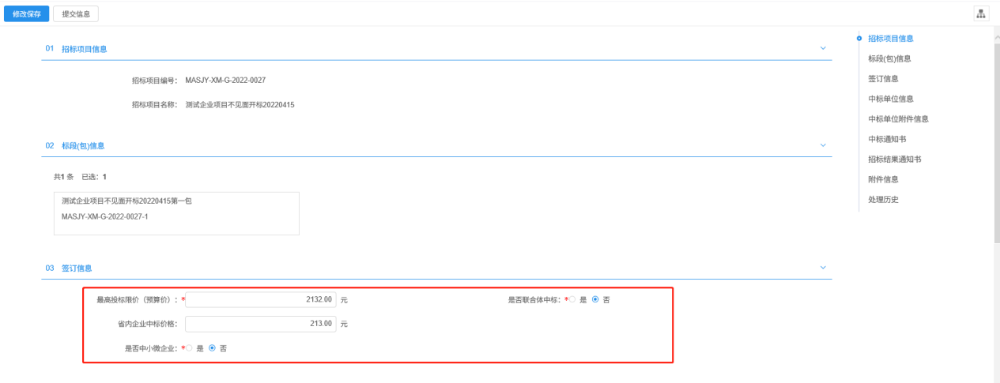 修改保存 提交信息
01 招标项目信息
招标项目编号： MASJY-XM-G-2022-0027
招标项目名称： 测试企业项目不见面开标20220415
02 标段(包)信息
共1 条 已选：1
测试企业项目不见面开标20220415第一包
MASJY-XM-G-2022-0027-1
03 签订信息
最高投标限价（预算价）：* 2132.00 元 是否联合体中标：* 是 否
省内企业中标价格： 213.00 元
是否中小微企业：* 是 否
招标项目信息
标段(包)信息
签订信息
中标单位信息
中标单位附件信息
中标通知书
招标结果通知书
附件信息
处理历史